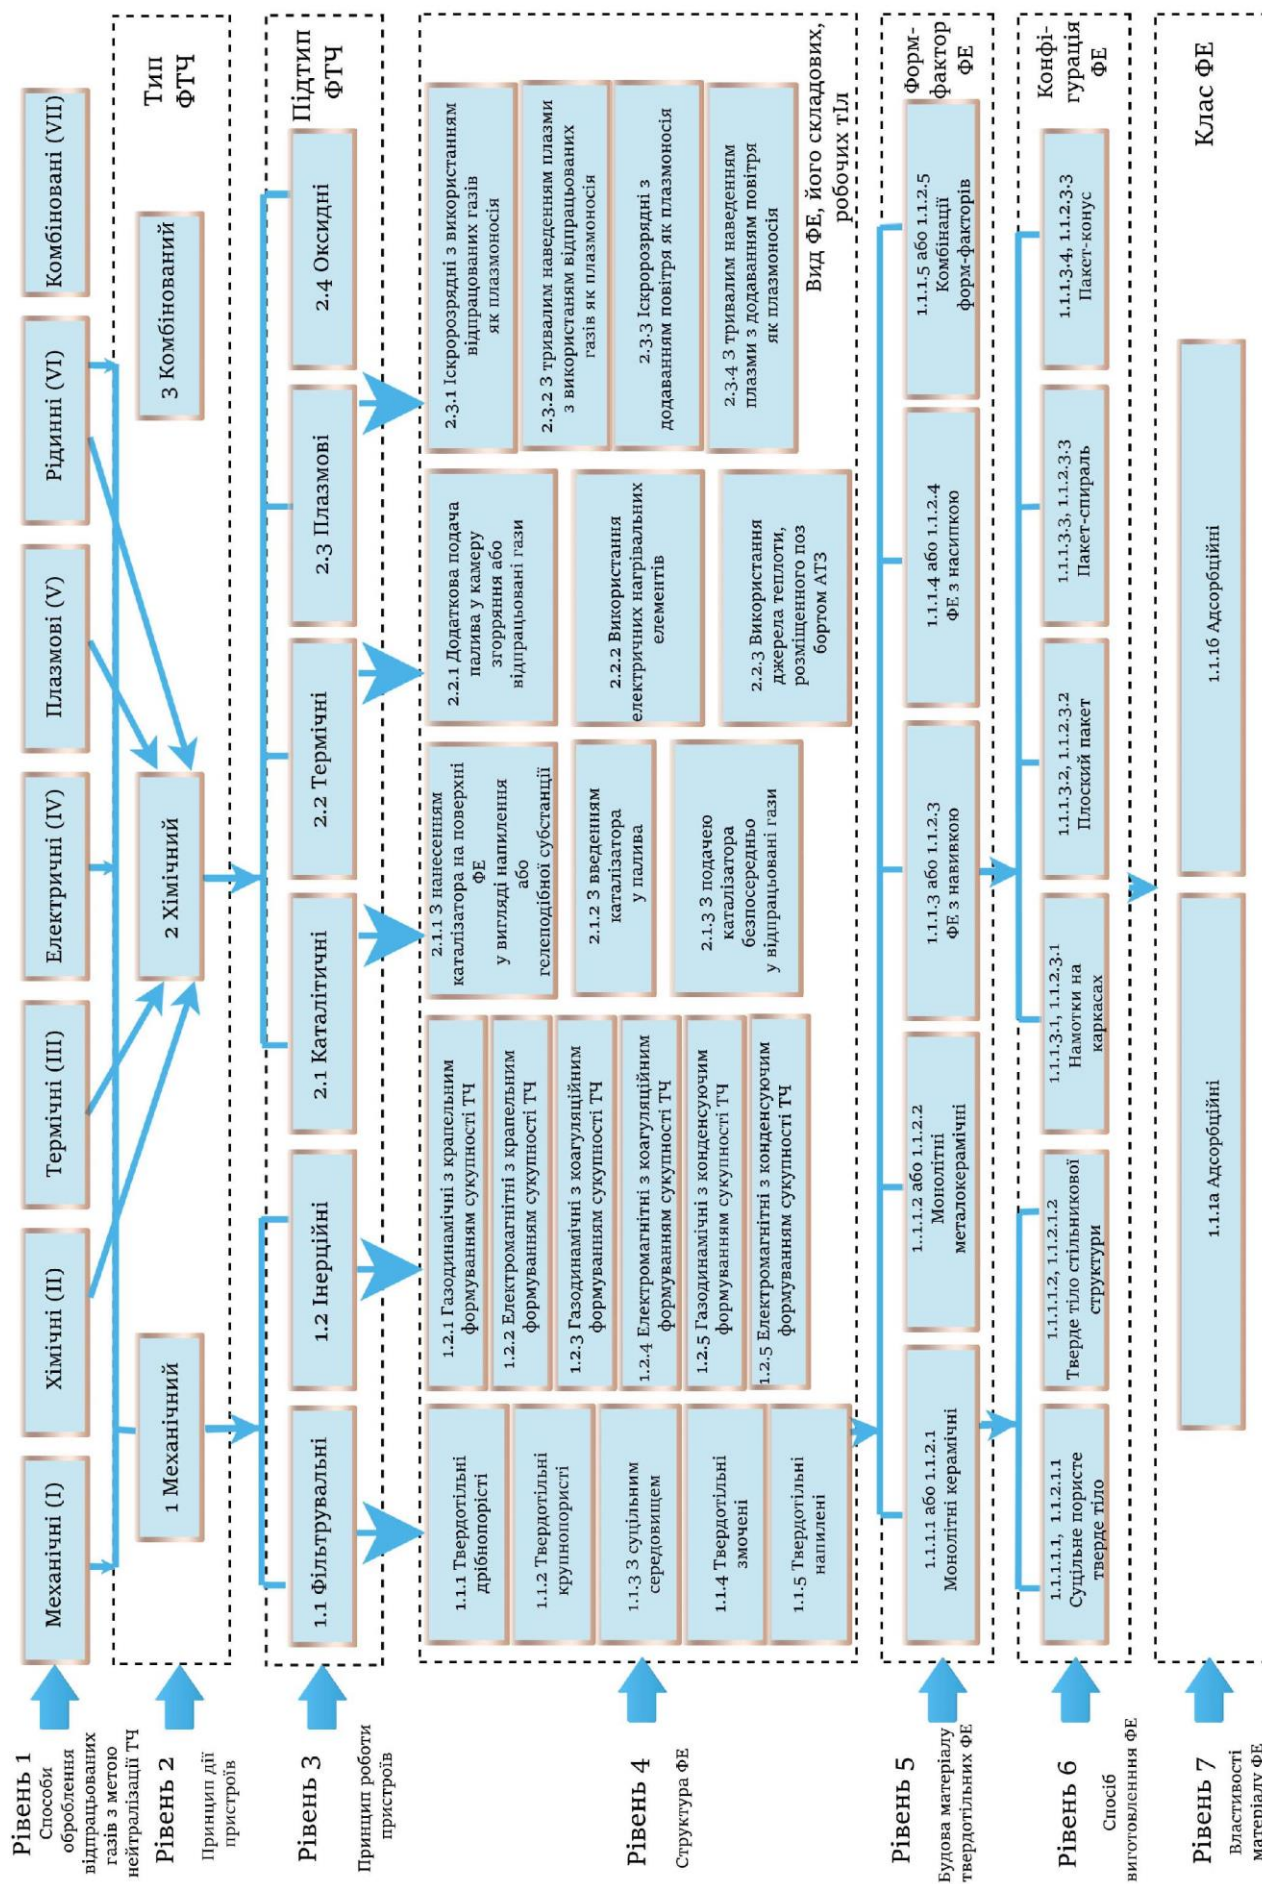 Рівень 1
Способи
оброблення
відпрацьованих
газів з метою
нейтралізації ТЧ
Механічні (I)
Хімічні (II)
Термічні (III)
Електричні (IV)
Плазмові (V)
Рідинні (VI)
Комбіновані (VII)
Рівень 2
Принцип дії
пристроїв
1 Механічний
2 Хімічний
3 Комбінований
Тип
ФТЧ
Рівень 3
Принцип роботи
пристроїв
1.1 Фільтрувальні
1.2 Інерційні
2.1 Каталітичні
2.2 Термічні
2.3 Плазмові
2.4 Оксидні
Підтип
ФТЧ
Рівень 4
Структура ФЕ
1.1.1 Твердотільні
дрібнопорісті
1.1.2 Твердотільні
крупнопористі
1.1.3 З суцільним
середовищем
1.1.4 Твердотільні
змочені
1.1.5 Твердотільні
напилені
1.2.1 Газодинамічні з крапельним
формуванням сукупності ТЧ
1.2.2 Електромагнітні з крапельним
формуванням сукупності ТЧ
1.2.3 Газодинамічні з коагуляційним
формуванням сукупності ТЧ
1.2.4 Електромагнітні з коагуляційним
формуванням сукупності ТЧ
1.2.5 Газодинамічні з конденсуючим
формуванням сукупності ТЧ
1.2.5 Електромагнітні з конденсуючим
формуванням сукупності ТЧ
2.1.1 З нанесенням
каталізатора на поверхні
ФЕ
у вигляді напилення
або
гелеподібної субстанції
2.1.2 З введенням
каталізатора
у палива
2.1.3 З подачею
каталізатора
безпосередньо
у відпрацьовані гази
2.2.1 Додаткова подача
палива у камеру
згоряння або
відпрацьовані гази
2.2.2 Використання
електричних нагрівальних
елементів
2.2.3 Використання
джерела теплоти,
розміщенного поз
бортом АТЗ
2.3.1 Іскророзрядні з використанням
відпрацованих газів
як плазмоносія
2.3.2 З тривалим наведенням плазми
з використаням відпрацьованих
газів як плазмоносія
2.3.3 Іскророзрядні з
додаванням повітря як плазмоносія
2.3.4 З тривалим наведенням
плазми з додаванням повітря
як плазмоносія
Вид ФЕ, його складових,
робочих тІл
Рівень 5
Будова матеріалу
твердотільних ФЕ
1.1.1.1 або 1.1.2.1
Монолітні керамічні
1..1.1.2 або 1.1.2.2
Монолітні
металокерамічні
1.1.1.3 або 1.1.2.3
ФЕ з навивкою
1.1.1.4 або 1.1.2.4
ФЕ з насипкою
1.1.1.5 або 1.1.2.5
Комбінації
форм-факторів
Форм-
фактор
ФЕ
Рівень 6
Спосіб
виготовленння ФЕ
1.1.1.1.1, 1.1.2.1.1
Суцільне пористе
тверде тіло
1.1.1.1.2, 1.1.2.1.2
Тверде тіло стільникової
структури
1.1.1.3.1, 1.1.2.3.1
Намотки на
каркасах
1.1.1.3.2, 1.1.2.3.2
Плоский пакет
1.1.1.3.3, 1.1.2.3.3
Пакет-спираль
1.1.1.3.4, 1.1.2.3.3
Пакет-конус
Конфі-
гурація
ФЕ
Рівень 7
Властивості
матеріалу ФЕ
1.1.1а Адсорбційні
1.1.1б Адсорбційні
Клас ФЕ